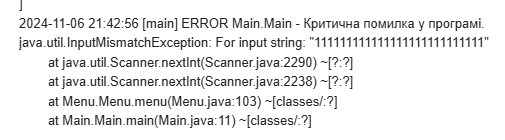 ]
2024-11-06 21:42:56 [main] ERROR Main.Main - Критична помилка у програмі.
java.util.InputMismatchException: For input string: "11111111111111111111111111111"
at java.util.Scanner.nextInt(Scanner.java:2290) ~[?:?]
at java.util.Scanner.nextInt(Scanner.java:2238) ~[?:?]
at Menu.Menu.menu(Menu.java:103) ~[classes/:?]
at Main.Main.main(Main.java:11) ~[classes/:?]